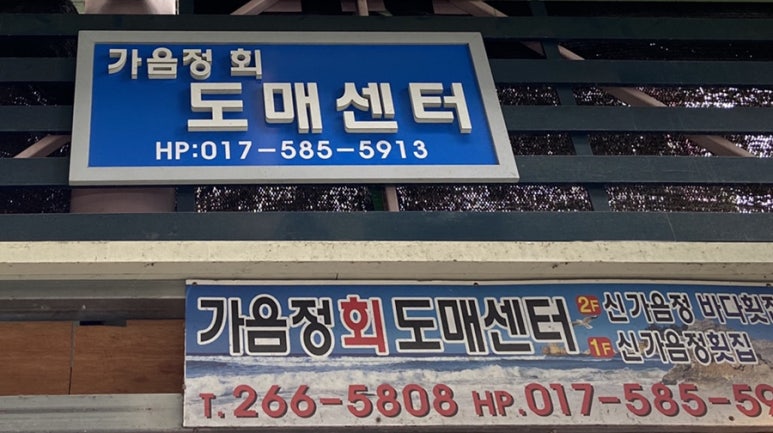 가음정 회
도매센터
HP:017-585-5913
가음정회도매센터 2F 신가음정 바다횟
1F 신가음정횟집
T. 266-5808 HP. 017-585-59